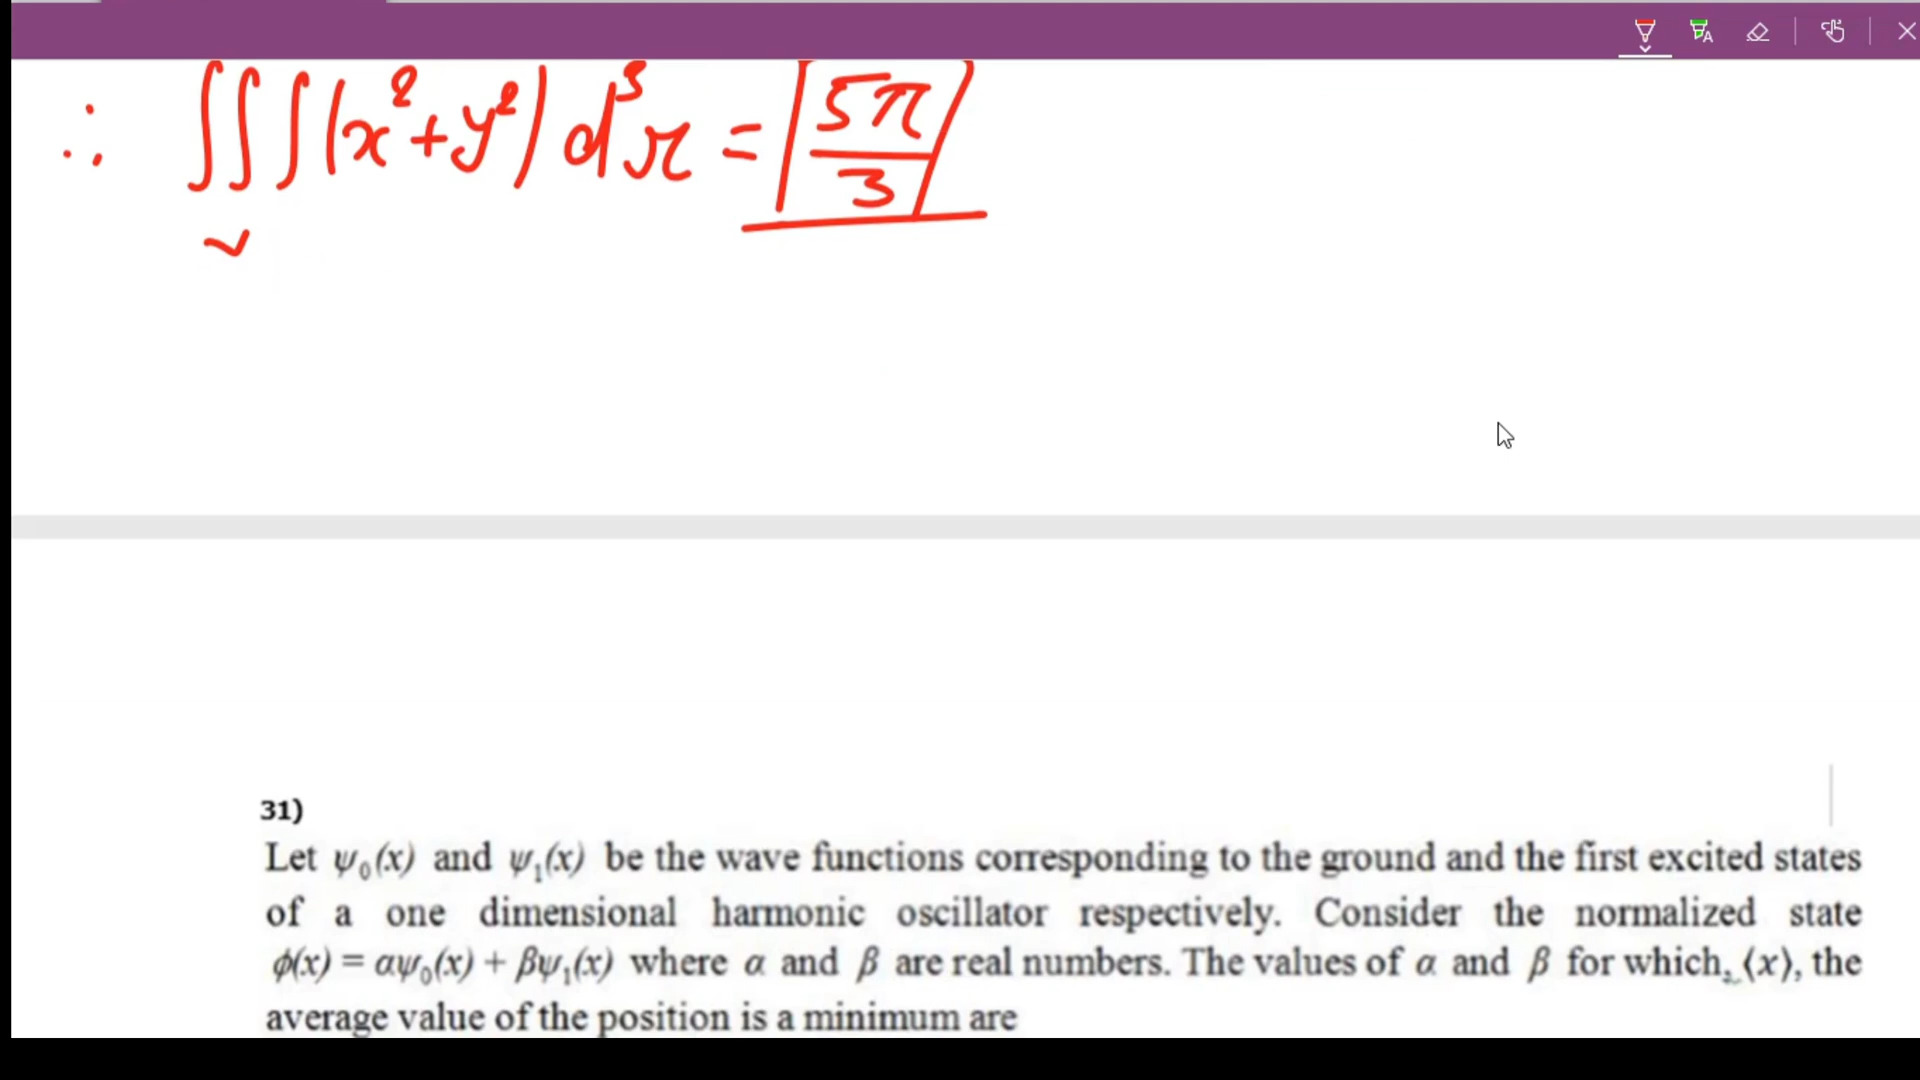 ∴ ∫∫∫(x²+y²) d³r = 5π/3
v
31)
Let ψ₀(x) and ψ₁(x) be the wave functions corresponding to the ground and the first excited states
of a one dimensional harmonic oscillator respectively. Consider the normalized state
ϕ(x) = αψ₀(x) + βψ₁(x) where α and β are real numbers. The values of α and β for which, ⟨x⟩, the
average value of the position is a minimum are